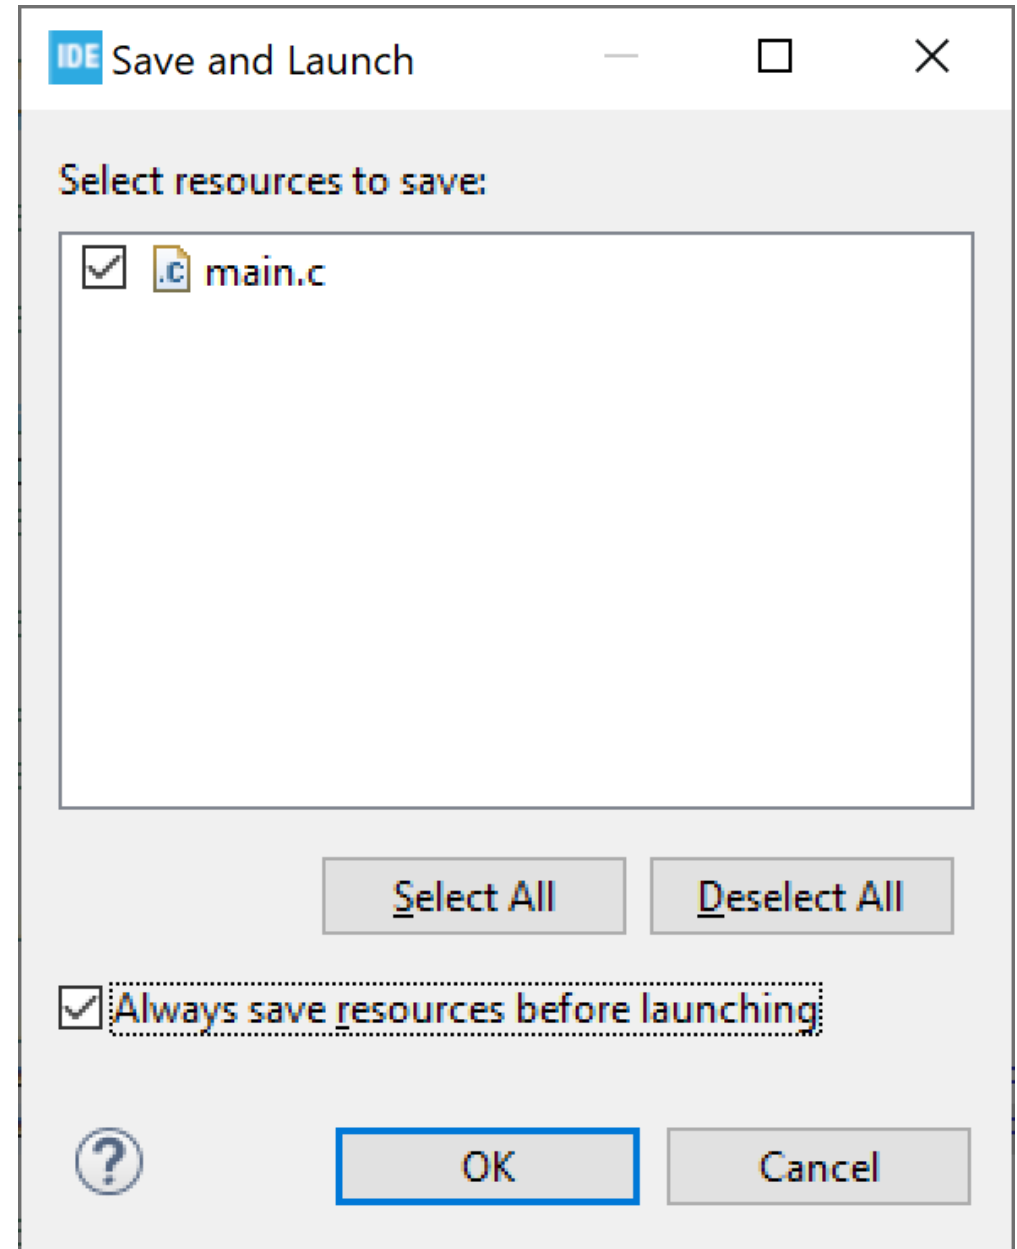 IDE Save and Launch
Select resources to save:
.c main.c
Select All Deselect All
Always save resources before launching
? OK Cancel